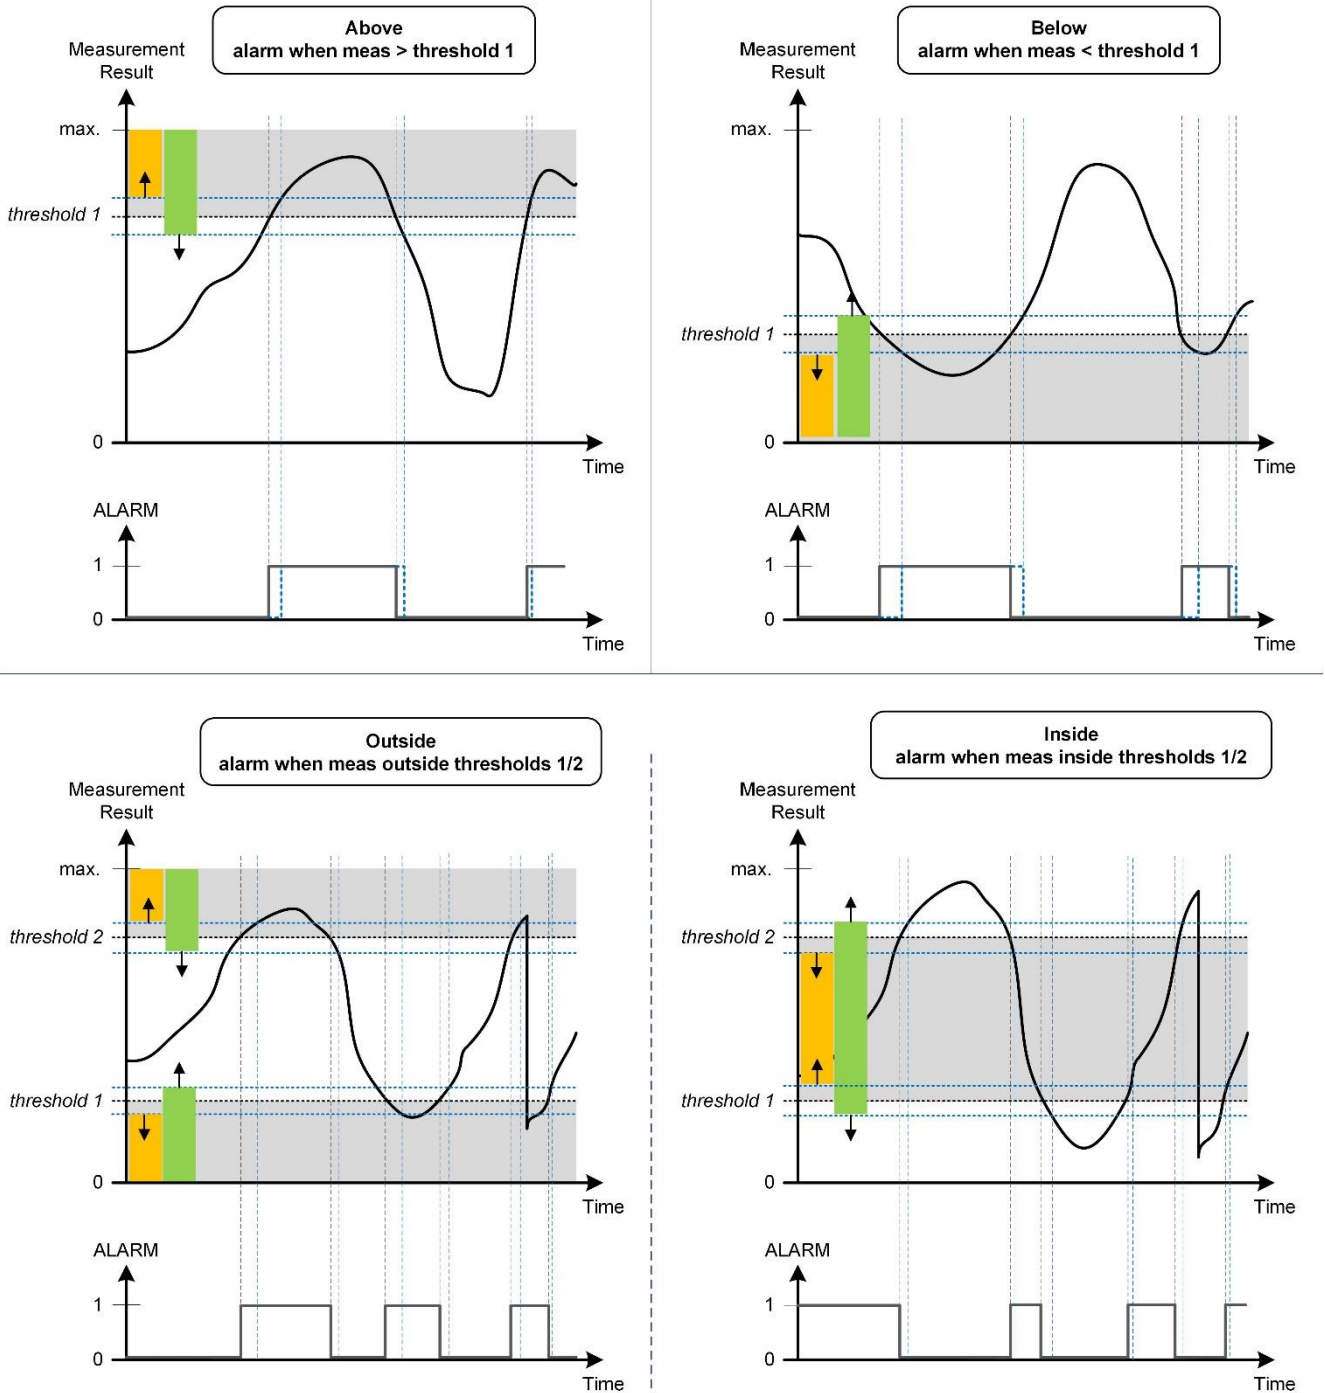 Above
alarm when meas > threshold 1
Measurement
Result
max.
threshold 1
0
Time
ALARM
1
0
Time
Below
alarm when meas < threshold 1
Measurement
Result
max.
threshold 1
0
Time
ALARM
1
0
Time
Outside
alarm when meas outside thresholds 1/2
Measurement
Result
max.
threshold 2
threshold 1
0
Time
ALARM
1
0
Time
Inside
alarm when meas inside thresholds 1/2
Measurement
Result
max.
threshold 2
threshold 1
0
Time
ALARM
1
0
Time